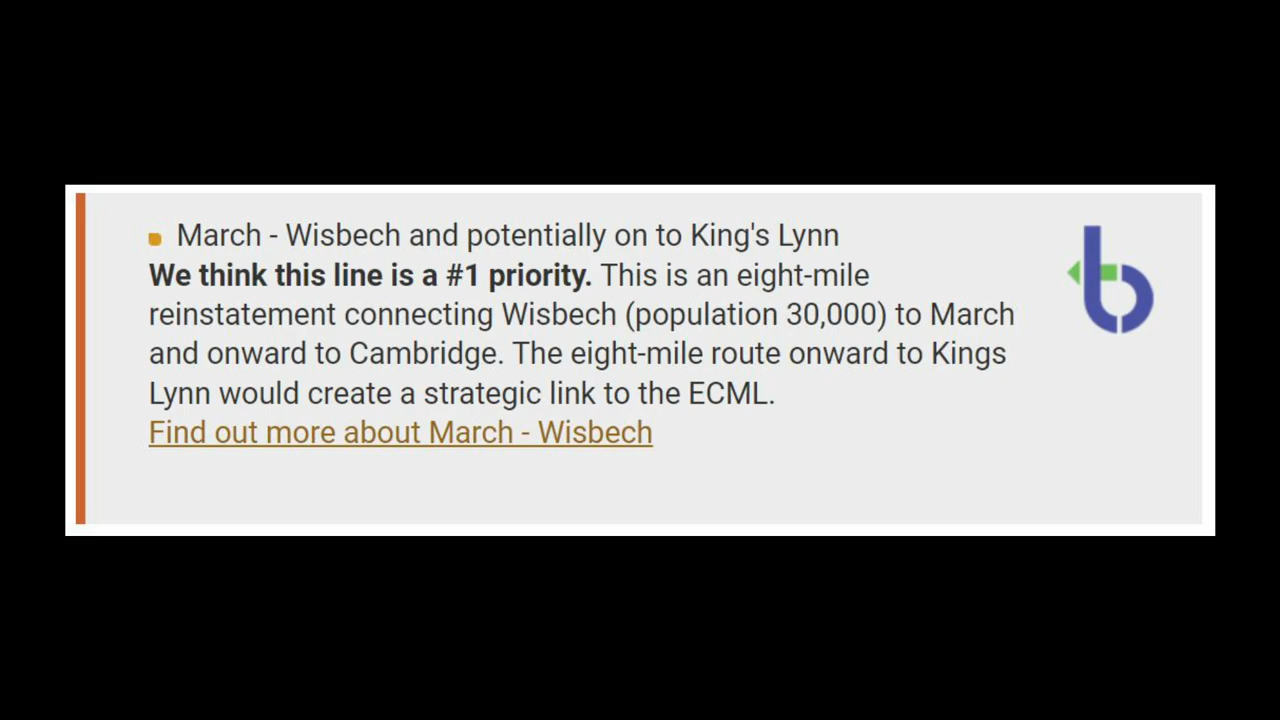 March - Wisbech and potentially on to King's Lynn
We think this line is a #1 priority. This is an eight-mile
reinstatement connecting Wisbech (population 30,000) to March
and onward to Cambridge. The eight-mile route onward to Kings
Lynn would create a strategic link to the ECML.
Find out more about March - Wisbech